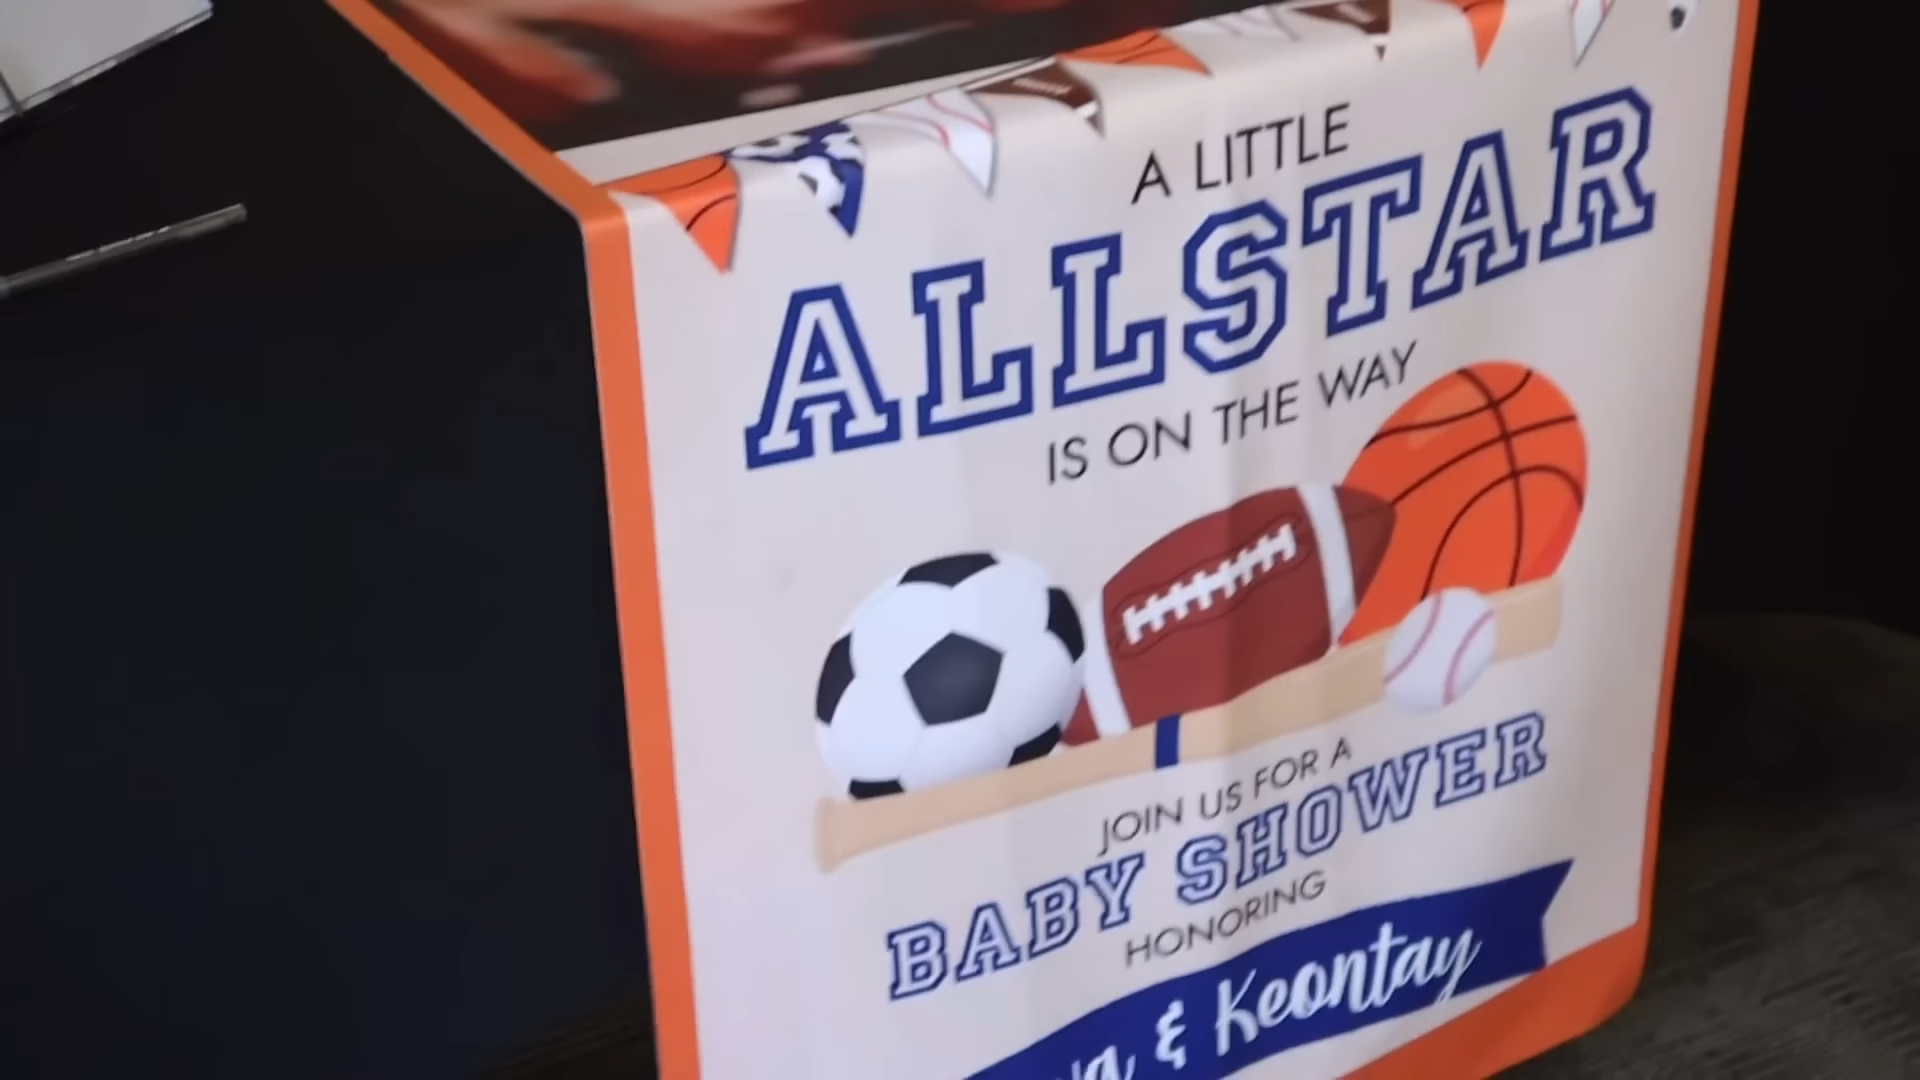 A LITTLE
ALLSTAR
IS ON THE WAY
JOIN US FOR A
BABY SHOWER
HONORING
& Keontay